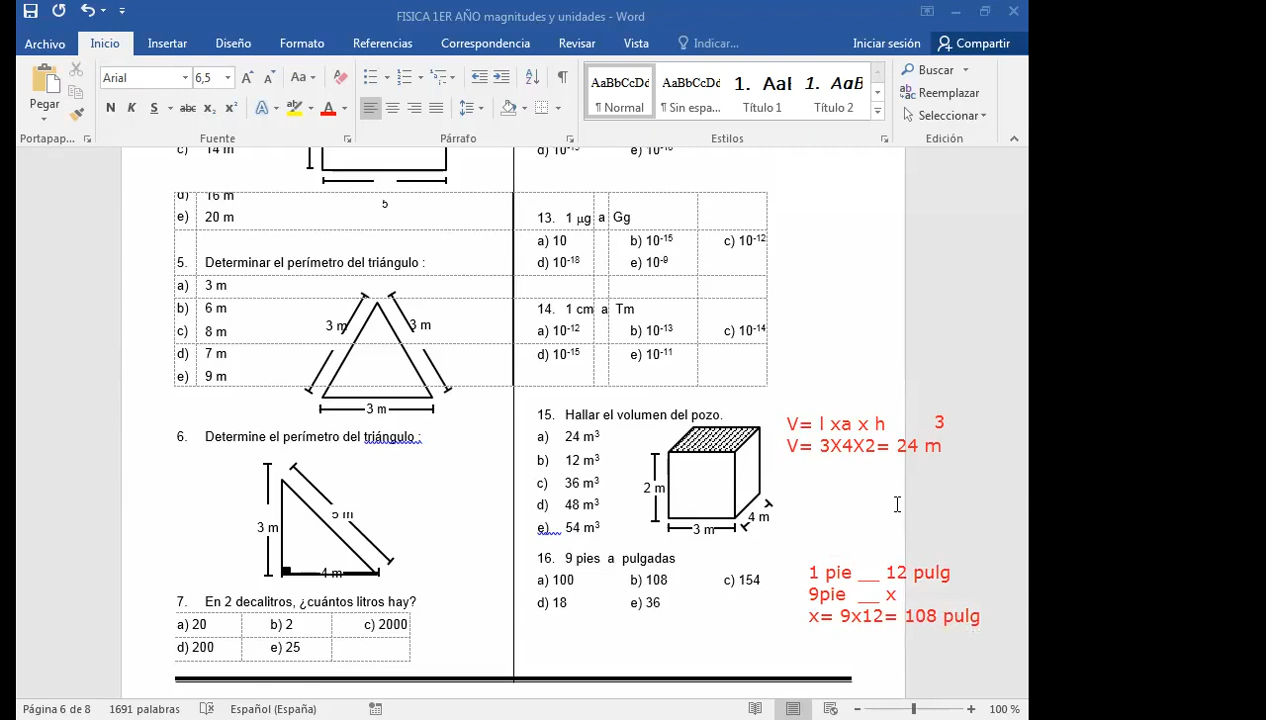 FISICA 1ER AÑO magnitudes y unidades - Word
Archivo Inicio Insertar Diseño Formato Referencias Correspondencia Revisar Vista Indicar... Iniciar sesión Compartir
Pegar
Arial 6,5
N K S abc x₂ x²
AaBbCcDd AaBbCcDd 1. AaI 1. AaB
¶ Normal ¶ Sin espa... Título 1 Título 2
Buscar
Reemplazar
Seleccionar
Portapap... Fuente Párrafo Estilos
c) 14 m
d) 16 m
e) 20 m
5
5. Determinar el perímetro del triángulo :
a) 3 m
b) 6 m
c) 8 m
d) 7 m
e) 9 m
3 m 3 m
3 m
6. Determine el perímetro del triángulo :
3 m 5 m
4 m
7. En 2 decalitros, ¿cuántos litros hay?
a) 20 b) 2 c) 2000
d) 200 e) 25
13. 1 μg a Gg
a) 10 b) 10⁻¹⁵ c) 10⁻¹²
d) 10⁻¹⁸ e) 10⁻⁹
14. 1 cm a Tm
a) 10⁻¹² b) 10⁻¹³ c) 10⁻¹⁴
d) 10⁻¹⁵ e) 10⁻¹¹
15. Hallar el volumen del pozo.
a) 24 m³
b) 12 m³
c) 36 m³
d) 48 m³
e) 54 m³
2 m
3 m
4 m
V= l xa x h 3
V= 3X4X2= 24 m
16. 9 pies a pulgadas
a) 100 b) 108 c) 154
d) 18 e) 36
1 pie __ 12 pulg
9pie __ x
x= 9x12= 108 pulg
Página 6 de 8 1691 palabras Español (España) 100 %